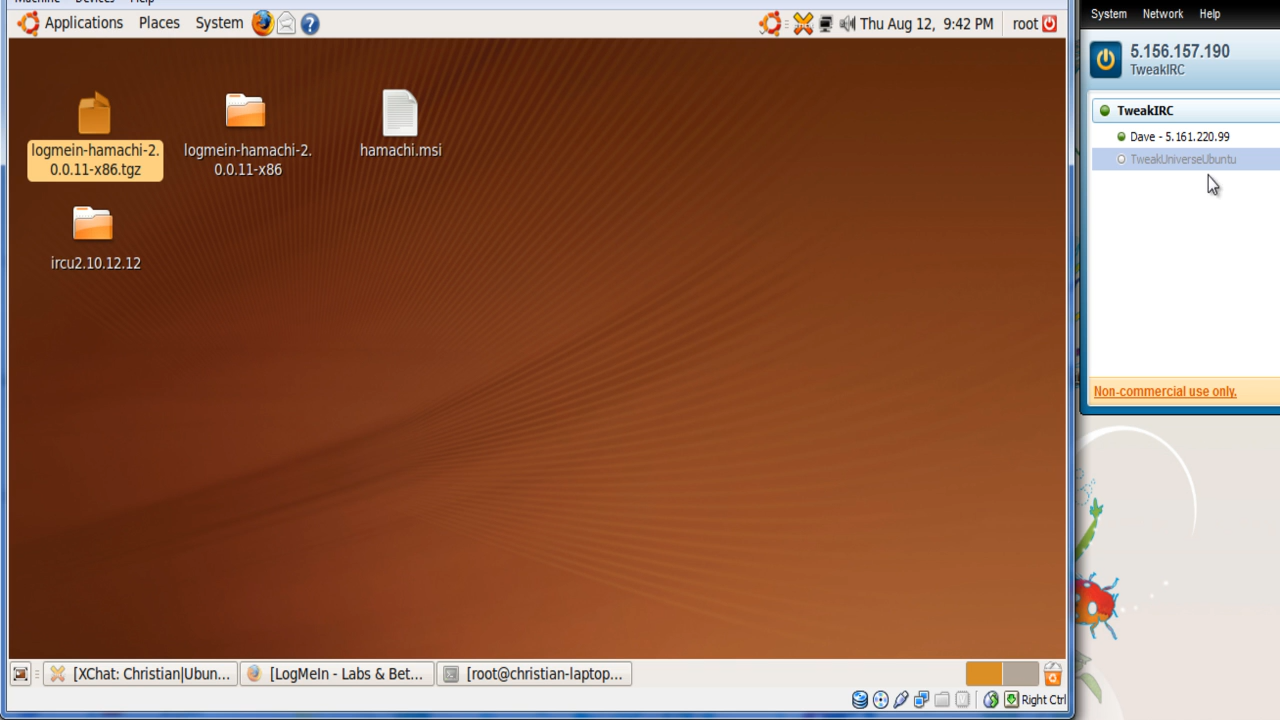 Machine Devices Help
Applications Places System
Thu Aug 12, 9:42 PM
root
logmein-hamachi-2.
0.0.11-x86.tgz
logmein-hamachi-2.
0.0.11-x86
hamachi.msi
ircu2.10.12.12
[XChat: Christian|Ubun...
[LogMeIn - Labs & Bet...
[root@christian-laptop...
Right Ctrl
System Network Help
5.156.157.190
TweakIRC
TweakIRC
Dave - 5.161.220.99
TweakUniverseUbuntu
Non-commercial use only.